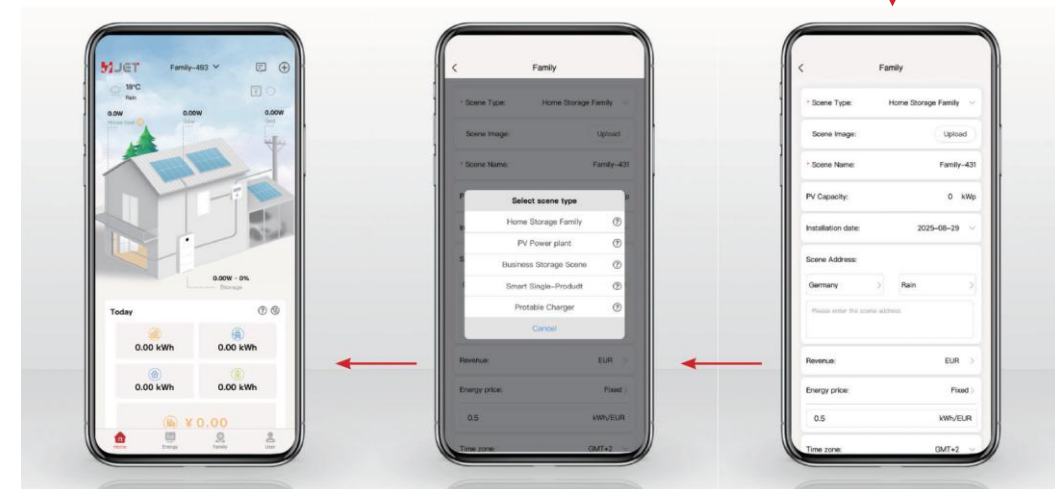 JET
Family-493
18°C
Rain
0.0W
0.00W
0.00W
House load
Solar
Grid
0.00W - 0%
Storage
Today
0.00 kWh
0.00 kWh
0.00 kWh
0.00 kWh
¥ 0.00
Home
Energy
Family
User
Family
* Scene Type:
Home Storage Family
Scene Image:
Upload
* Scene Name:
Family-431
Select scene type
Home Storage Family
PV Power plant
Business Storage Scene
Smart Single-Produdt
Protable Charger
Cancel
Revenue:
EUR
Energy price:
Fixed
0.5
kWh/EUR
Time zone:
GMT+2
Family
* Scene Type:
Home Storage Family
Scene Image:
Upload
* Scene Name:
Family-431
PV Capacity:
0 kWp
Installation date:
2025-08-29
Scene Address:
Germany
Rain
Please enter the scene address
Revenue:
EUR
Energy price:
Fixed
0.5
kWh/EUR
Time zone:
GMT+2